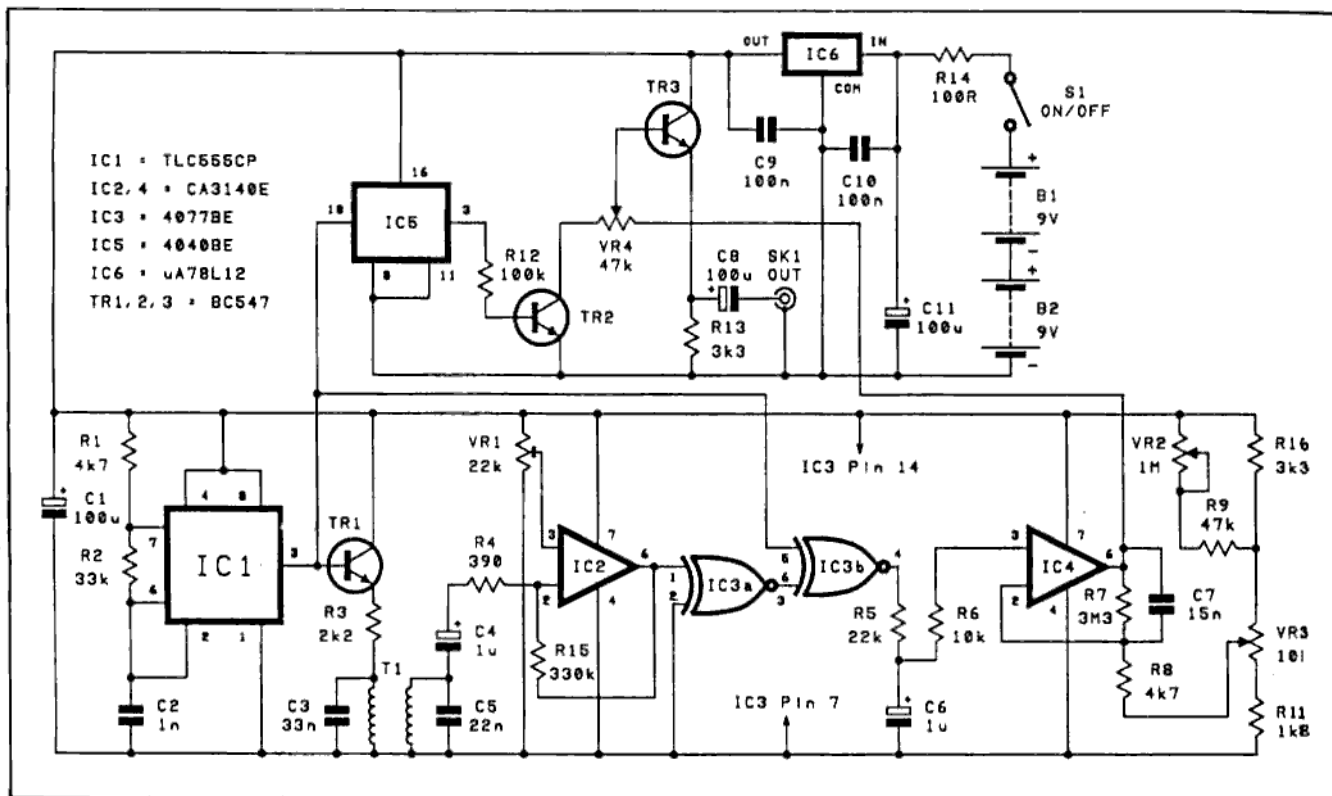 OUT
IC6
IN
COM
R14
100R
S1
ON/OFF
TR3
C9
100n
C10
100n
+
B1
9V
-
+
B2
9V
-
IC1 = TLC555CP
IC2,4 = CA3140E
IC3 = 4077BE
IC5 = 4040BE
IC6 = uA78L12
TR1,2,3 = BC547
16
10
IC5
3
8
11
R12
100k
VR4
47k
TR2
C8
100u
+
SK1
OUT
R13
3k3
+
C11
100u
R1
4k7
+
C1
100u
4
8
7
R2
33k
6
IC1
3
2
1
TR1
R3
2k2
C2
1n
C3
33n
T1
C5
22n
VR1
22k
R4
390
+
C4
1u
3
7
IC2
6
2
4
R15
330k
1
2
IC3a
3
5
6
IC3b
4
IC3 Pin 14
IC3 Pin 7
R5
22k
R6
10k
+
C6
1u
3
7
IC4
6
2
4
R7
3M3
C7
15n
R8
4k7
VR2
1M
R9
47k
R16
3k3
VR3
R11